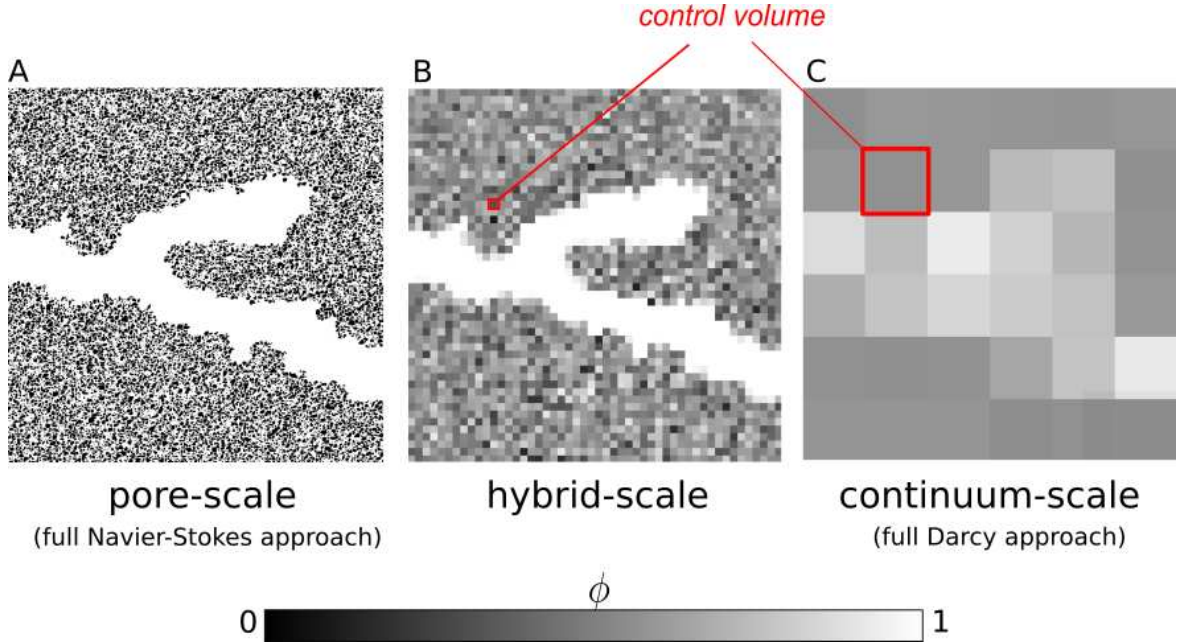 control volume
A
B
C
pore-scale
(full Navier-Stokes approach)
hybrid-scale
continuum-scale
(full Darcy approach)
ϕ
0
1